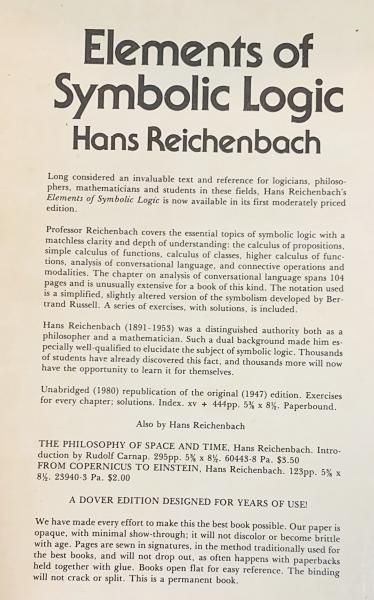 Elements of
Symbolic Logic
Hans Reichenbach
Long considered an invaluable text and reference for logicians, philoso-
phers, mathematicians and students in these fields, Hans Reichenbach's
Elements of Symbolic Logic is now available in its first moderately priced
edition.
Professor Reichenbach covers the essential topics of symbolic logic with a
matchless clarity and depth of understanding: the calculus of propositions,
simple calculus of functions, calculus of classes, higher calculus of func-
tions, analysis of conversational language, and connective operations and
modalities. The chapter on analysis of conversational language spans 104
pages and is unusually extensive for a book of this kind. The notation used
is a simplified, slightly altered version of the symbolism developed by Ber-
trand Russell. A series of exercises, with solutions, is included.
Hans Reichenbach (1891-1953) was a distinguished authority both as a
philosopher and a mathematician. Such a dual background made him es-
pecially well-qualified to elucidate the subject of symbolic logic. Thousands
of students have already discovered this fact, and thousands more will now
have the opportunity to learn it for themselves.
Unabridged (1980) republication of the original (1947) edition. Exercises
for every chapter; solutions. Index. xv + 444pp. 5⅜ x 8½. Paperbound.
Also by Hans Reichenbach
THE PHILOSOPHY OF SPACE AND TIME, Hans Reichenbach. Intro-
duction by Rudolf Carnap. 295pp. 5⅜ x 8½. 60443-8 Pa. $3.50
FROM COPERNICUS TO EINSTEIN, Hans Reichenbach. 123pp. 5⅜ x
8½. 23940-3 Pa. $2.00
A DOVER EDITION DESIGNED FOR YEARS OF USE!
We have made every effort to make this the best book possible. Our paper is
opaque, with minimal show-through; it will not discolor or become brittle
with age. Pages are sewn in signatures, in the method traditionally used for
the best books, and will not drop out, as often happens with paperbacks
held together with glue. Books open flat for easy reference. The binding
will not crack or split. This is a permanent book.